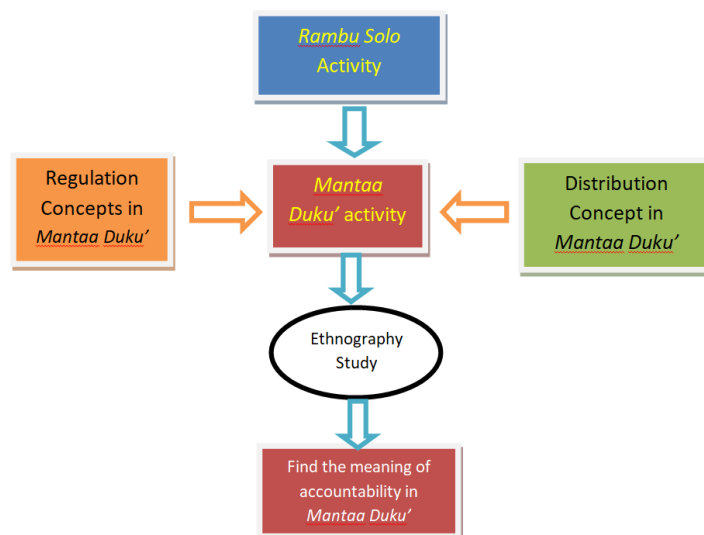 Rambu Solo
Activity
Regulation
Concepts in
Mantaa Duku’
Mantaa
Duku’ activity
Distribution
Concept in
Mantaa Duku’
Ethnography
Study
Find the meaning of
accountability in
Mantaa Duku’